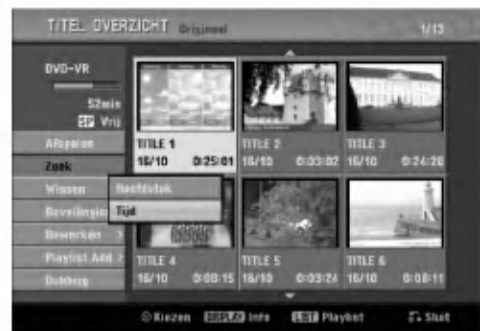 TITEL OVERZICHT Origineel 1/13
DVD-VR
52min
SP Vrij
Afspelen
Zoek
Wissen
Beveiliging
Bewerken >
Playlist Add >
Dubbing
Hoofdstuk
Tijd
TITLE 1
16/10 0:25:01
TITLE 2
16/10 0:03:02
TITLE 3
16/10 0:24:28
TITLE 4
16/10 0:08:15
TITLE 5
16/10 0:03:24
TITLE 6
16/10 0:08:11
Kiezen DISPLAY Info LIST Playlist Sluit